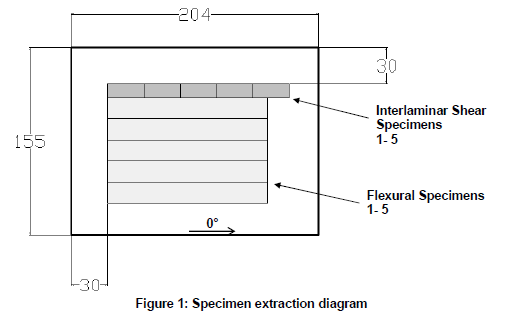 204
30
Interlaminar Shear
Specimens
1- 5
155
Flexural Specimens
1- 5
0°
30
Figure 1: Specimen extraction diagram